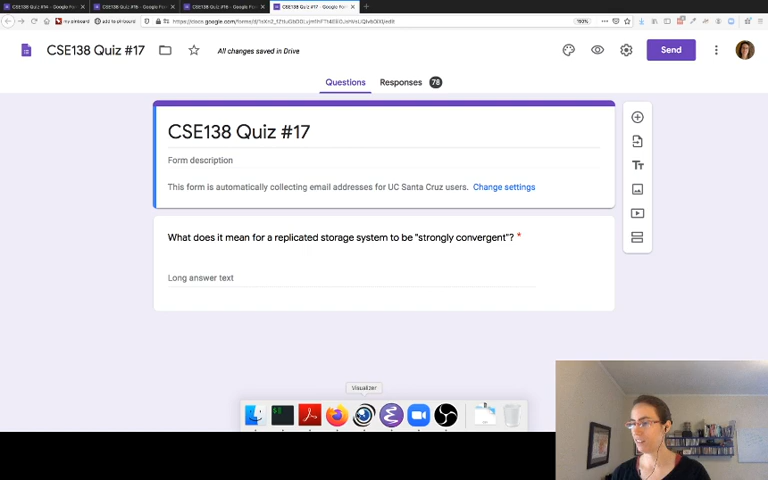 CSE138 Quiz #17
All changes saved in Drive
Send
Questions
Responses 78
CSE138 Quiz #17
Form description
This form is automatically collecting email addresses for UC Santa Cruz users. Change settings
What does it mean for a replicated storage system to be "strongly convergent"? *
Long answer text
Visualizer